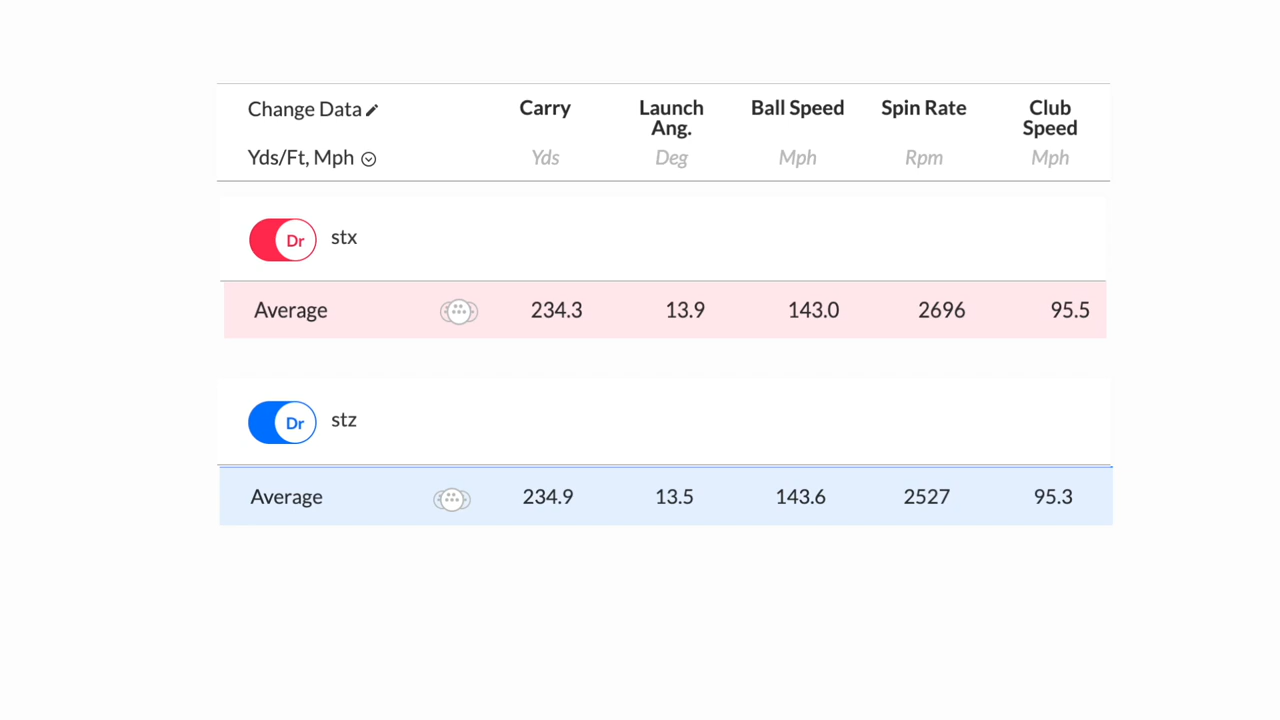 Change Data Carry Launch Ang. Ball Speed Spin Rate Club Speed
Yds/Ft, Mph Yds Deg Mph Rpm Mph
Dr stx
Average 234.3 13.9 143.0 2696 95.5
Dr stz
Average 234.9 13.5 143.6 2527 95.3